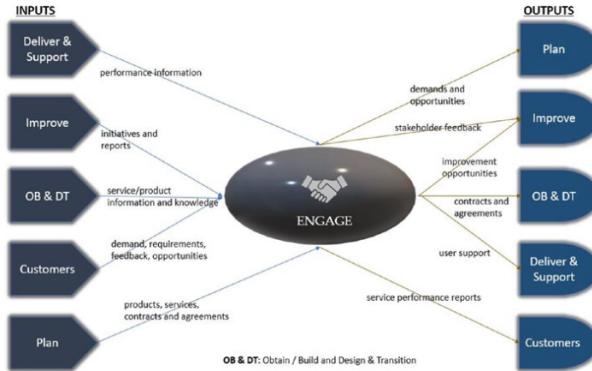 INPUTS
OUTPUTS
Deliver &
Support
performance information
Improve
initiatives and
reports
OB & DT
service/product
information and knowledge
Customers
demand, requirements,
feedback, opportunities
Plan
products, services,
contracts and agreements
ENGAGE
Plan
demands and
opportunities
stakeholder feedback
Improve
improvement
opportunities
OB & DT
contracts and
agreements
user support
Deliver &
Support
service performance reports
Customers
OB & DT: Obtain / Build and Design & Transition